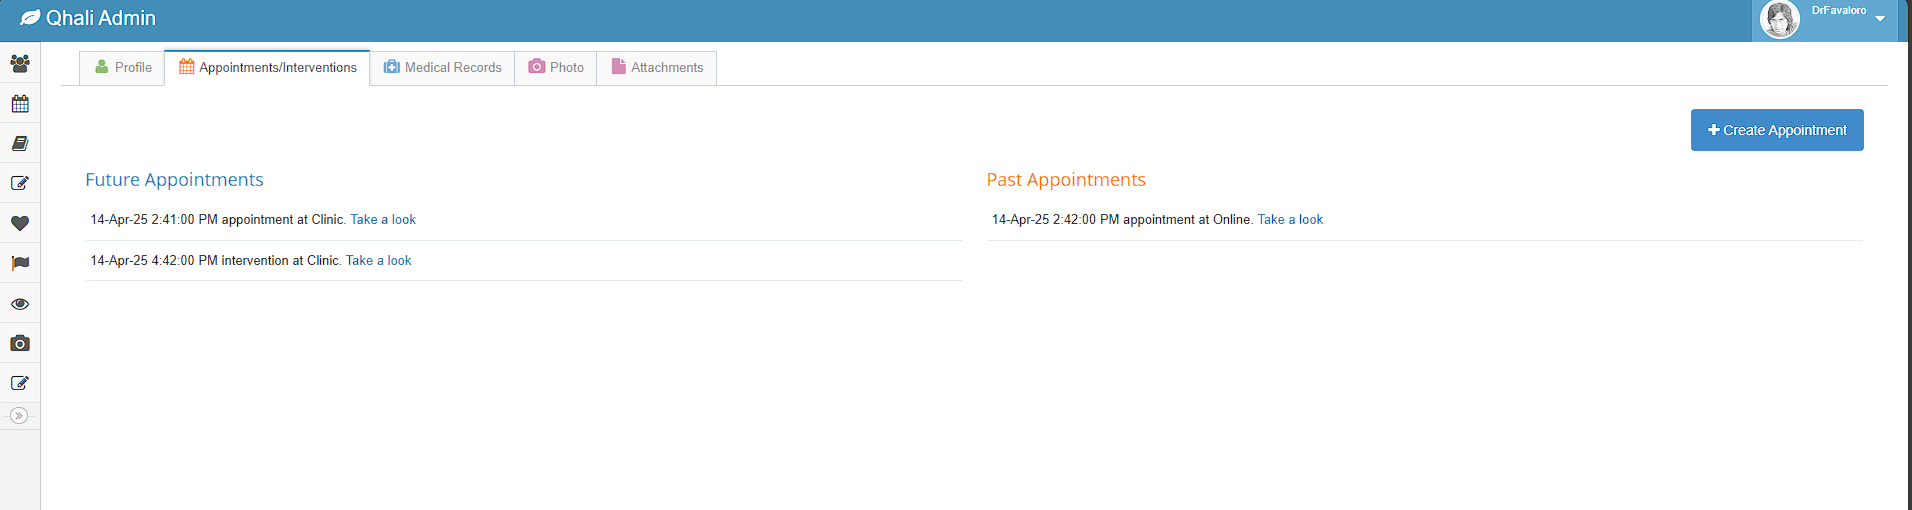 Qhali Admin
DrFavaloro
Profile
Appointments/Interventions
Medical Records
Photo
Attachments
Create Appointment
Future Appointments
14-Apr-25 2:41:00 PM appointment at Clinic. Take a look
14-Apr-25 4:42:00 PM intervention at Clinic. Take a look
Past Appointments
14-Apr-25 2:42:00 PM appointment at Online. Take a look